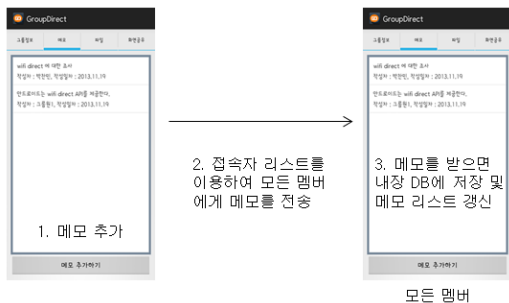 GroupDirect
그룹정보 메모 파일 화면공유
wifi direct 에 대한 조사
작성자 : 박찬민, 작성일자 : 2013.11.19
안드로이드는 wifi direct API를 제공한다.
작성자 : 그룹원1, 작성일자 : 2013.11.19
1. 메모 추가
메모 추가하기
2. 접속자 리스트를
이용하여 모든 멤버
에게 메모를 전송
GroupDirect
그룹정보 메모 파일 화면공유
wifi direct 에 대한 조사
작성자 : 박찬민, 작성일자 : 2013.11.19
안드로이드는 wifi direct API를 제공한다.
작성자 : 그룹원1, 작성일자 : 2013.11.19
3. 메모를 받으면
내장 DB에 저장 및
메모 리스트 갱신
메모 추가하기
모든 멤버